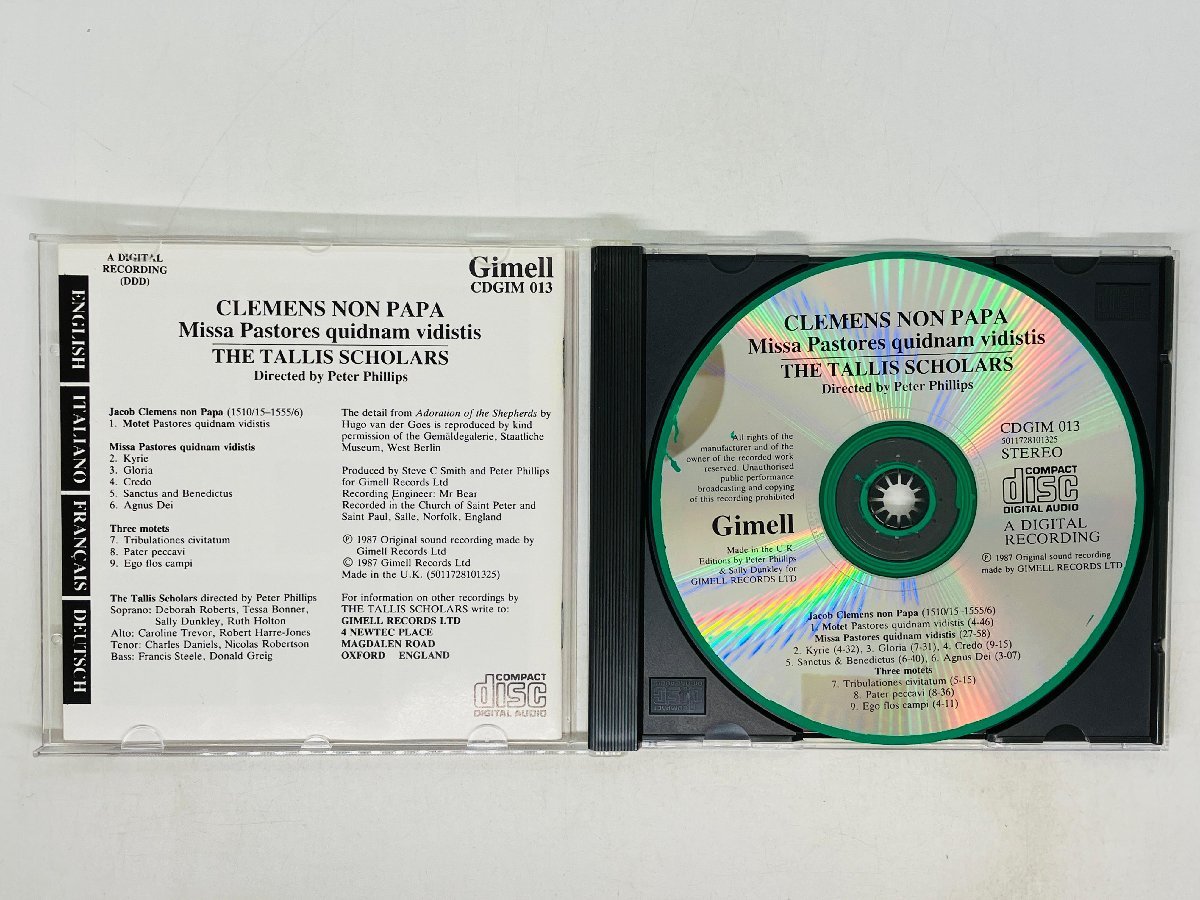 A DIGITAL
RECORDING
(DDD)
Gimell
CDGIM 013
ENGLISH
ITALIANO
FRANÇAIS
DEUTSCH
CLEMENS NON PAPA
Missa Pastores quidnam vidistis
THE TALLIS SCHOLARS
Directed by Peter Phillips
Jacob Clemens non Papa (1510/15–1555/6)
1. Motet Pastores quidnam vidistis
Missa Pastores quidnam vidistis
2. Kyrie
3. Gloria
4. Credo
5. Sanctus and Benedictus
6. Agnus Dei
Three motets
7. Tribulationes civitatum
8. Pater peccavi
9. Ego flos campi
The Tallis Scholars directed by Peter Phillips
Soprano: Deborah Roberts, Tessa Bonner,
Sally Dunkley, Ruth Holton
Alto: Caroline Trevor, Robert Harre-Jones
Tenor: Charles Daniels, Nicolas Robertson
Bass: Francis Steele, Donald Greig
The detail from Adoration of the Shepherds by
Hugo van der Goes is reproduced by kind
permission of the Gemäldegalerie, Staatliche
Museum, West Berlin
Produced by Steve C Smith and Peter Phillips
for Gimell Records Ltd
Recording Engineer: Mr Bear
Recorded in the Church of Saint Peter and
Saint Paul, Salle, Norfolk, England
℗ 1987 Original sound recording made by
Gimell Records Ltd
© 1987 Gimell Records Ltd
Made in the U.K. (5011728101325)
For information on other recordings by
THE TALLIS SCHOLARS write to:
GIMELL RECORDS LTD
4 NEWTEC PLACE
MAGDALEN ROAD
OXFORD ENGLAND
COMPACT
disc
DIGITAL AUDIO
CLEMENS NON PAPA
Missa Pastores quidnam vidistis
THE TALLIS SCHOLARS
Directed by Peter Phillips
All rights of the
manufacturer and of the
owner of the recorded work
reserved. Unauthorised
public performance
broadcasting and copying
of this recording prohibited
Gimell
Made in the U.K.
Editions by Peter Phillips
& Sally Dunkley for
GIMELL RECORDS LTD
CDGIM 013
5011728101325
STEREO
COMPACT
disc
DIGITAL AUDIO
A DIGITAL
RECORDING
℗ 1987 Original sound recording
made by GIMELL RECORDS LTD
Jacob Clemens non Papa (1510/15–1555/6)
1. Motet Pastores quidnam vidistis (4-46)
Missa Pastores quidnam vidistis (27-58)
2. Kyrie (4-32), 3. Gloria (7-31), 4. Credo (9-15)
5. Sanctus & Benedictus (6-40), 6. Agnus Dei (3-07)
Three motets
7. Tribulationes civitatum (5-15)
8. Pater peccavi (8-36)
9. Ego flos campi (4-11)